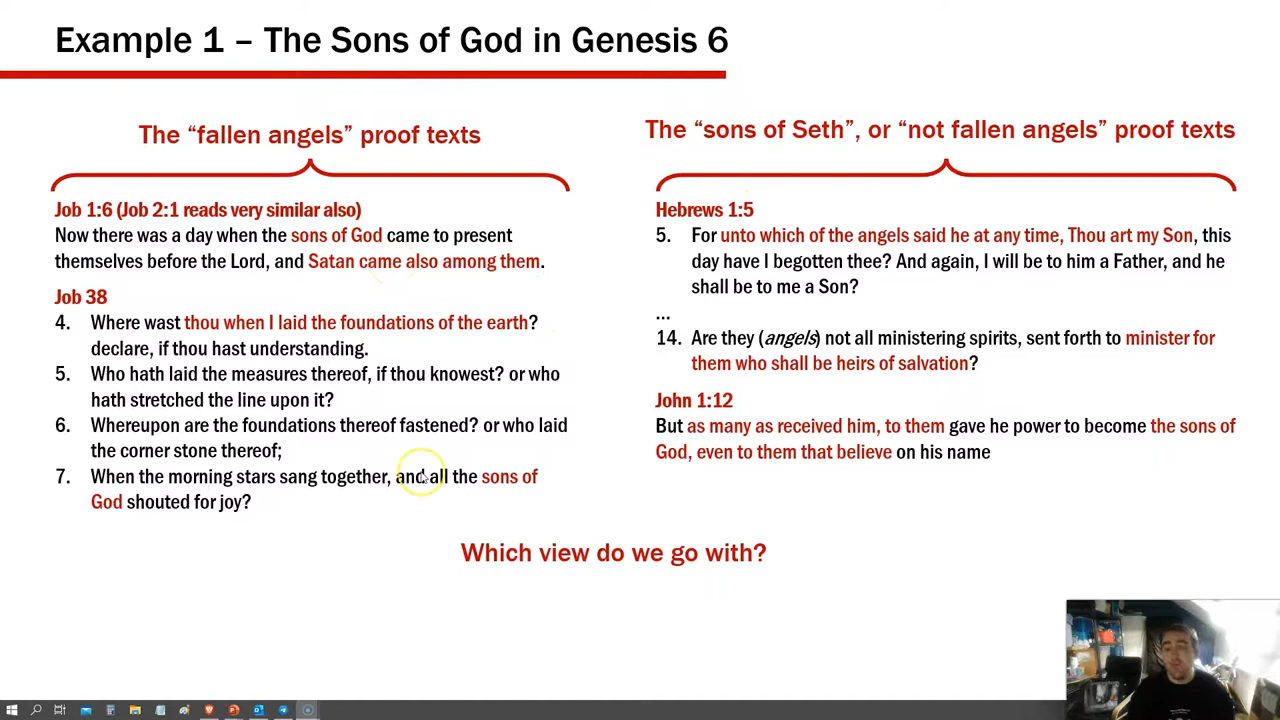 Example 1 – The Sons of God in Genesis 6
The “fallen angels” proof texts
Job 1:6 (Job 2:1 reads very similar also)
Now there was a day when the sons of God came to present
themselves before the Lord, and Satan came also among them.
Job 38
4. Where wast thou when I laid the foundations of the earth?
declare, if thou hast understanding.
5. Who hath laid the measures thereof, if thou knowest? or who
hath stretched the line upon it?
6. Whereupon are the foundations thereof fastened? or who laid
the corner stone thereof;
7. When the morning stars sang together, and all the sons of
God shouted for joy?
The “sons of Seth”, or “not fallen angels” proof texts
Hebrews 1:5
5. For unto which of the angels said he at any time, Thou art my Son, this
day have I begotten thee? And again, I will be to him a Father, and he
shall be to me a Son?
...
14. Are they (angels) not all ministering spirits, sent forth to minister for
them who shall be heirs of salvation?
John 1:12
But as many as received him, to them gave he power to become the sons of
God, even to them that believe on his name
Which view do we go with?